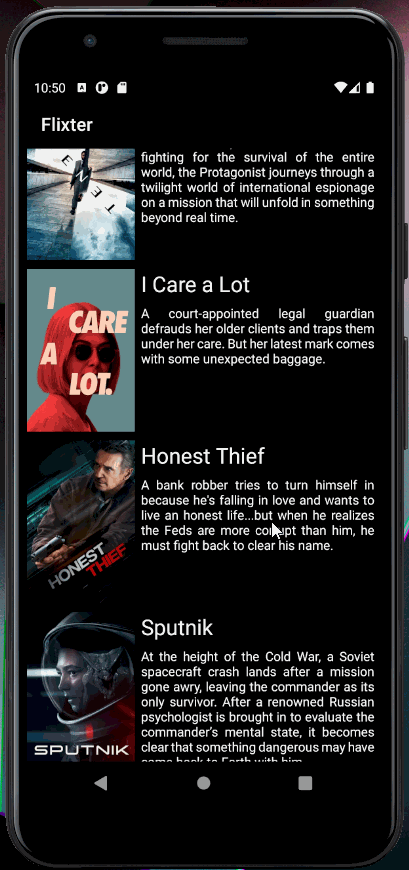 10:50
Flixter
TENET
fighting for the survival of the entire
world, the Protagonist journeys through a
twilight world of international espionage
on a mission that will unfold in something
beyond real time.
I Care a Lot
I
CARE
A
LOT.
A court-appointed legal guardian
defrauds her older clients and traps them
under her care. But her latest mark comes
with some unexpected baggage.
Honest Thief
HONEST
THIEF
A bank robber tries to turn himself in
because he's falling in love and wants to
live an honest life...but when he realizes
the Feds are more corrupt than him, he
must fight back to clear his name.
Sputnik
SPUTNIK
At the height of the Cold War, a Soviet
spacecraft crash lands after a mission
gone awry, leaving the commander as its
only survivor. After a renowned Russian
psychologist is brought in to evaluate the
commander's mental state, it becomes
clear that something dangerous may have
come back to Earth with him